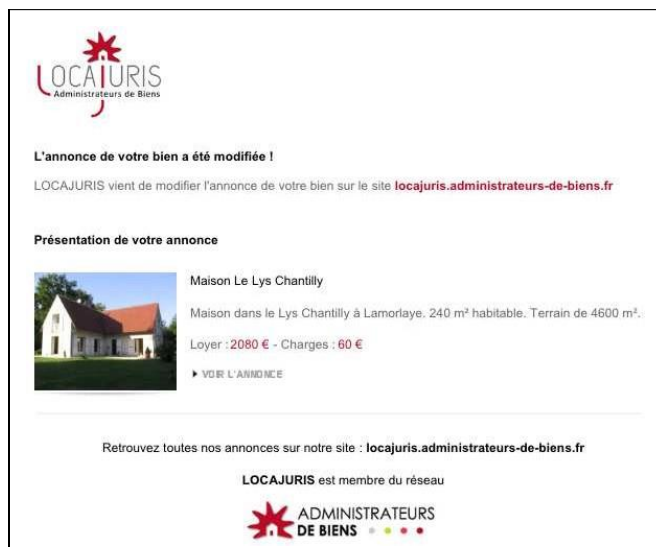 LOCAJURIS
Administrateurs de Biens
L'annonce de votre bien a été modifiée !
LOCAJURIS vient de modifier l'annonce de votre bien sur le site locajuris.administrateurs-de-biens.fr
Présentation de votre annonce
Maison Le Lys Chantilly
Maison dans le Lys Chantilly à Lamorlaye. 240 m² habitable. Terrain de 4600 m².
Loyer : 2080 € - Charges : 60 €
VOIR L'ANNONCE
Retrouvez toutes nos annonces sur notre site : locajuris.administrateurs-de-biens.fr
LOCAJURIS est membre du réseau
ADMINISTRATEURS
DE BIENS